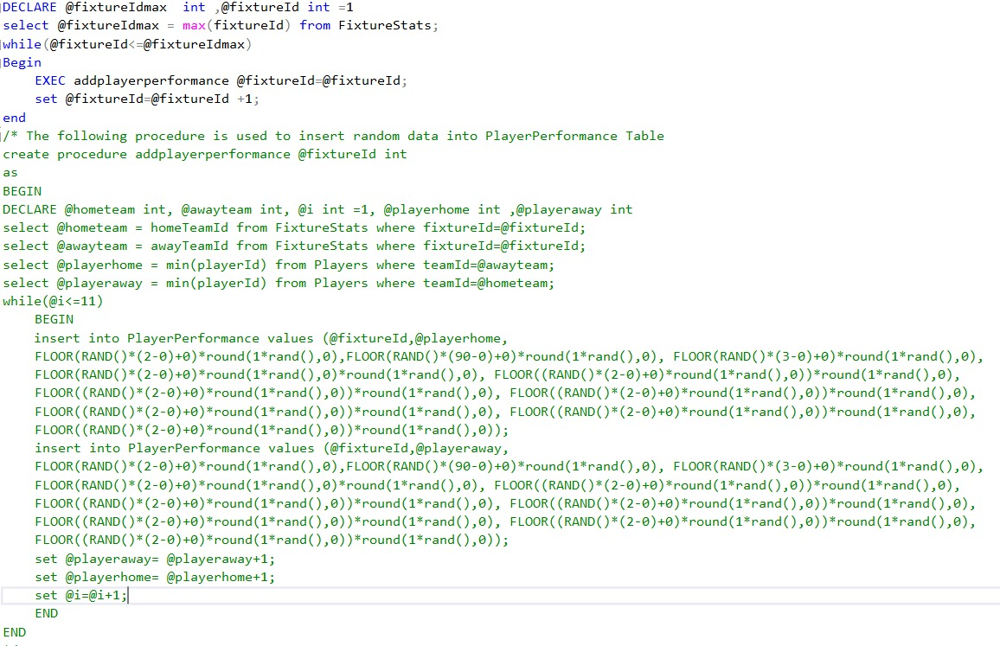 DECLARE @fixtureIdmax  int ,@fixtureId int =1
select @fixtureIdmax = max(fixtureId) from FixtureStats;
while(@fixtureId<=@fixtureIdmax)
Begin
    EXEC addplayerperformance @fixtureId=@fixtureId;
    set @fixtureId=@fixtureId +1;
end
/* The following procedure is used to insert random data into PlayerPerformance Table
create procedure addplayerperformance @fixtureId int
as
BEGIN
DECLARE @hometeam int, @awayteam int, @i int =1, @playerhome int ,@playeraway int
select @hometeam = homeTeamId from FixtureStats where fixtureId=@fixtureId;
select @awayteam = awayTeamId from FixtureStats where fixtureId=@fixtureId;
select @playerhome = min(playerId) from Players where teamId=@awayteam;
select @playeraway = min(playerId) from Players where teamId=@hometeam;
while(@i<=11)
    BEGIN
    insert into PlayerPerformance values (@fixtureId,@playerhome,
    FLOOR(RAND()*(2-0)+0)*round(1*rand(),0),FLOOR(RAND()*(90-0)+0)*round(1*rand(),0), FLOOR(RAND()*(3-0)+0)*round(1*rand(),0),
    FLOOR(RAND()*(2-0)+0)*round(1*rand(),0)*round(1*rand(),0), FLOOR((RAND()*(2-0)+0)*round(1*rand(),0))*round(1*rand(),0),
    FLOOR((RAND()*(2-0)+0)*round(1*rand(),0))*round(1*rand(),0), FLOOR((RAND()*(2-0)+0)*round(1*rand(),0))*round(1*rand(),0),
    FLOOR((RAND()*(2-0)+0)*round(1*rand(),0))*round(1*rand(),0), FLOOR((RAND()*(2-0)+0)*round(1*rand(),0))*round(1*rand(),0),
    FLOOR((RAND()*(2-0)+0)*round(1*rand(),0))*round(1*rand(),0));
    insert into PlayerPerformance values (@fixtureId,@playeraway,
    FLOOR(RAND()*(2-0)+0)*round(1*rand(),0),FLOOR(RAND()*(90-0)+0)*round(1*rand(),0), FLOOR(RAND()*(3-0)+0)*round(1*rand(),0),
    FLOOR(RAND()*(2-0)+0)*round(1*rand(),0)*round(1*rand(),0), FLOOR((RAND()*(2-0)+0)*round(1*rand(),0))*round(1*rand(),0),
    FLOOR((RAND()*(2-0)+0)*round(1*rand(),0))*round(1*rand(),0), FLOOR((RAND()*(2-0)+0)*round(1*rand(),0))*round(1*rand(),0),
    FLOOR((RAND()*(2-0)+0)*round(1*rand(),0))*round(1*rand(),0), FLOOR((RAND()*(2-0)+0)*round(1*rand(),0))*round(1*rand(),0),
    FLOOR((RAND()*(2-0)+0)*round(1*rand(),0))*round(1*rand(),0));
    set @playeraway= @playeraway+1;
    set @playerhome= @playerhome+1;
    set @i=@i+1;
    END
END